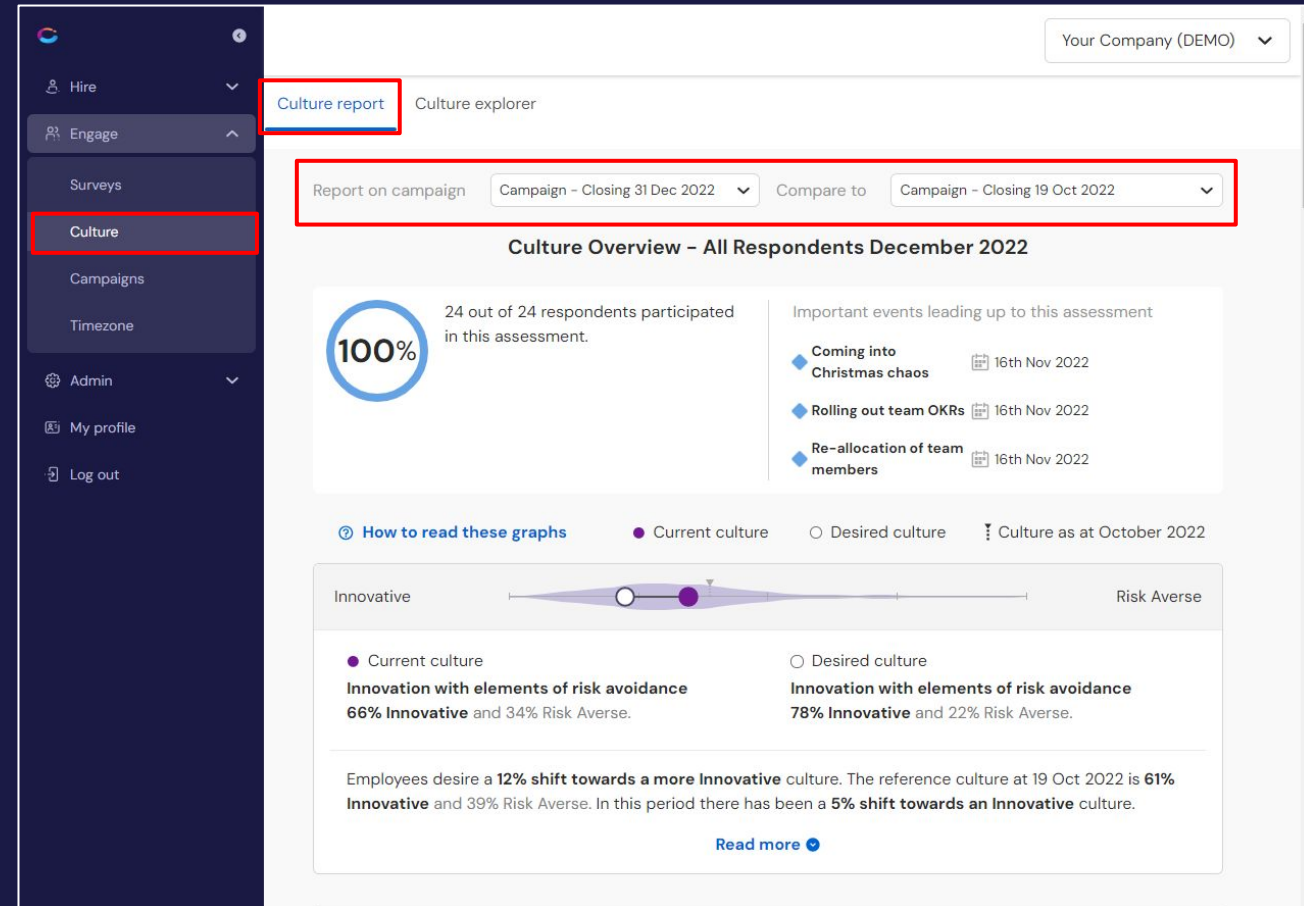 Your Company (DEMO)
Hire
Engage
Surveys
Culture
Campaigns
Timezone
Admin
My profile
Log out
Culture report Culture explorer
Report on campaign Campaign - Closing 31 Dec 2022 Compare to Campaign - Closing 19 Oct 2022
Culture Overview - All Respondents December 2022
100%
24 out of 24 respondents participated
in this assessment.
Important events leading up to this assessment
Coming into
Christmas chaos
16th Nov 2022
Rolling out team OKRs 16th Nov 2022
Re-allocation of team
members
16th Nov 2022
How to read these graphs Current culture Desired culture Culture as at October 2022
Innovative Risk Averse
Current culture
Innovation with elements of risk avoidance
66% Innovative and 34% Risk Averse.
Desired culture
Innovation with elements of risk avoidance
78% Innovative and 22% Risk Averse.
Employees desire a 12% shift towards a more Innovative culture. The reference culture at 19 Oct 2022 is 61%
Innovative and 39% Risk Averse. In this period there has been a 5% shift towards an Innovative culture.
Read more